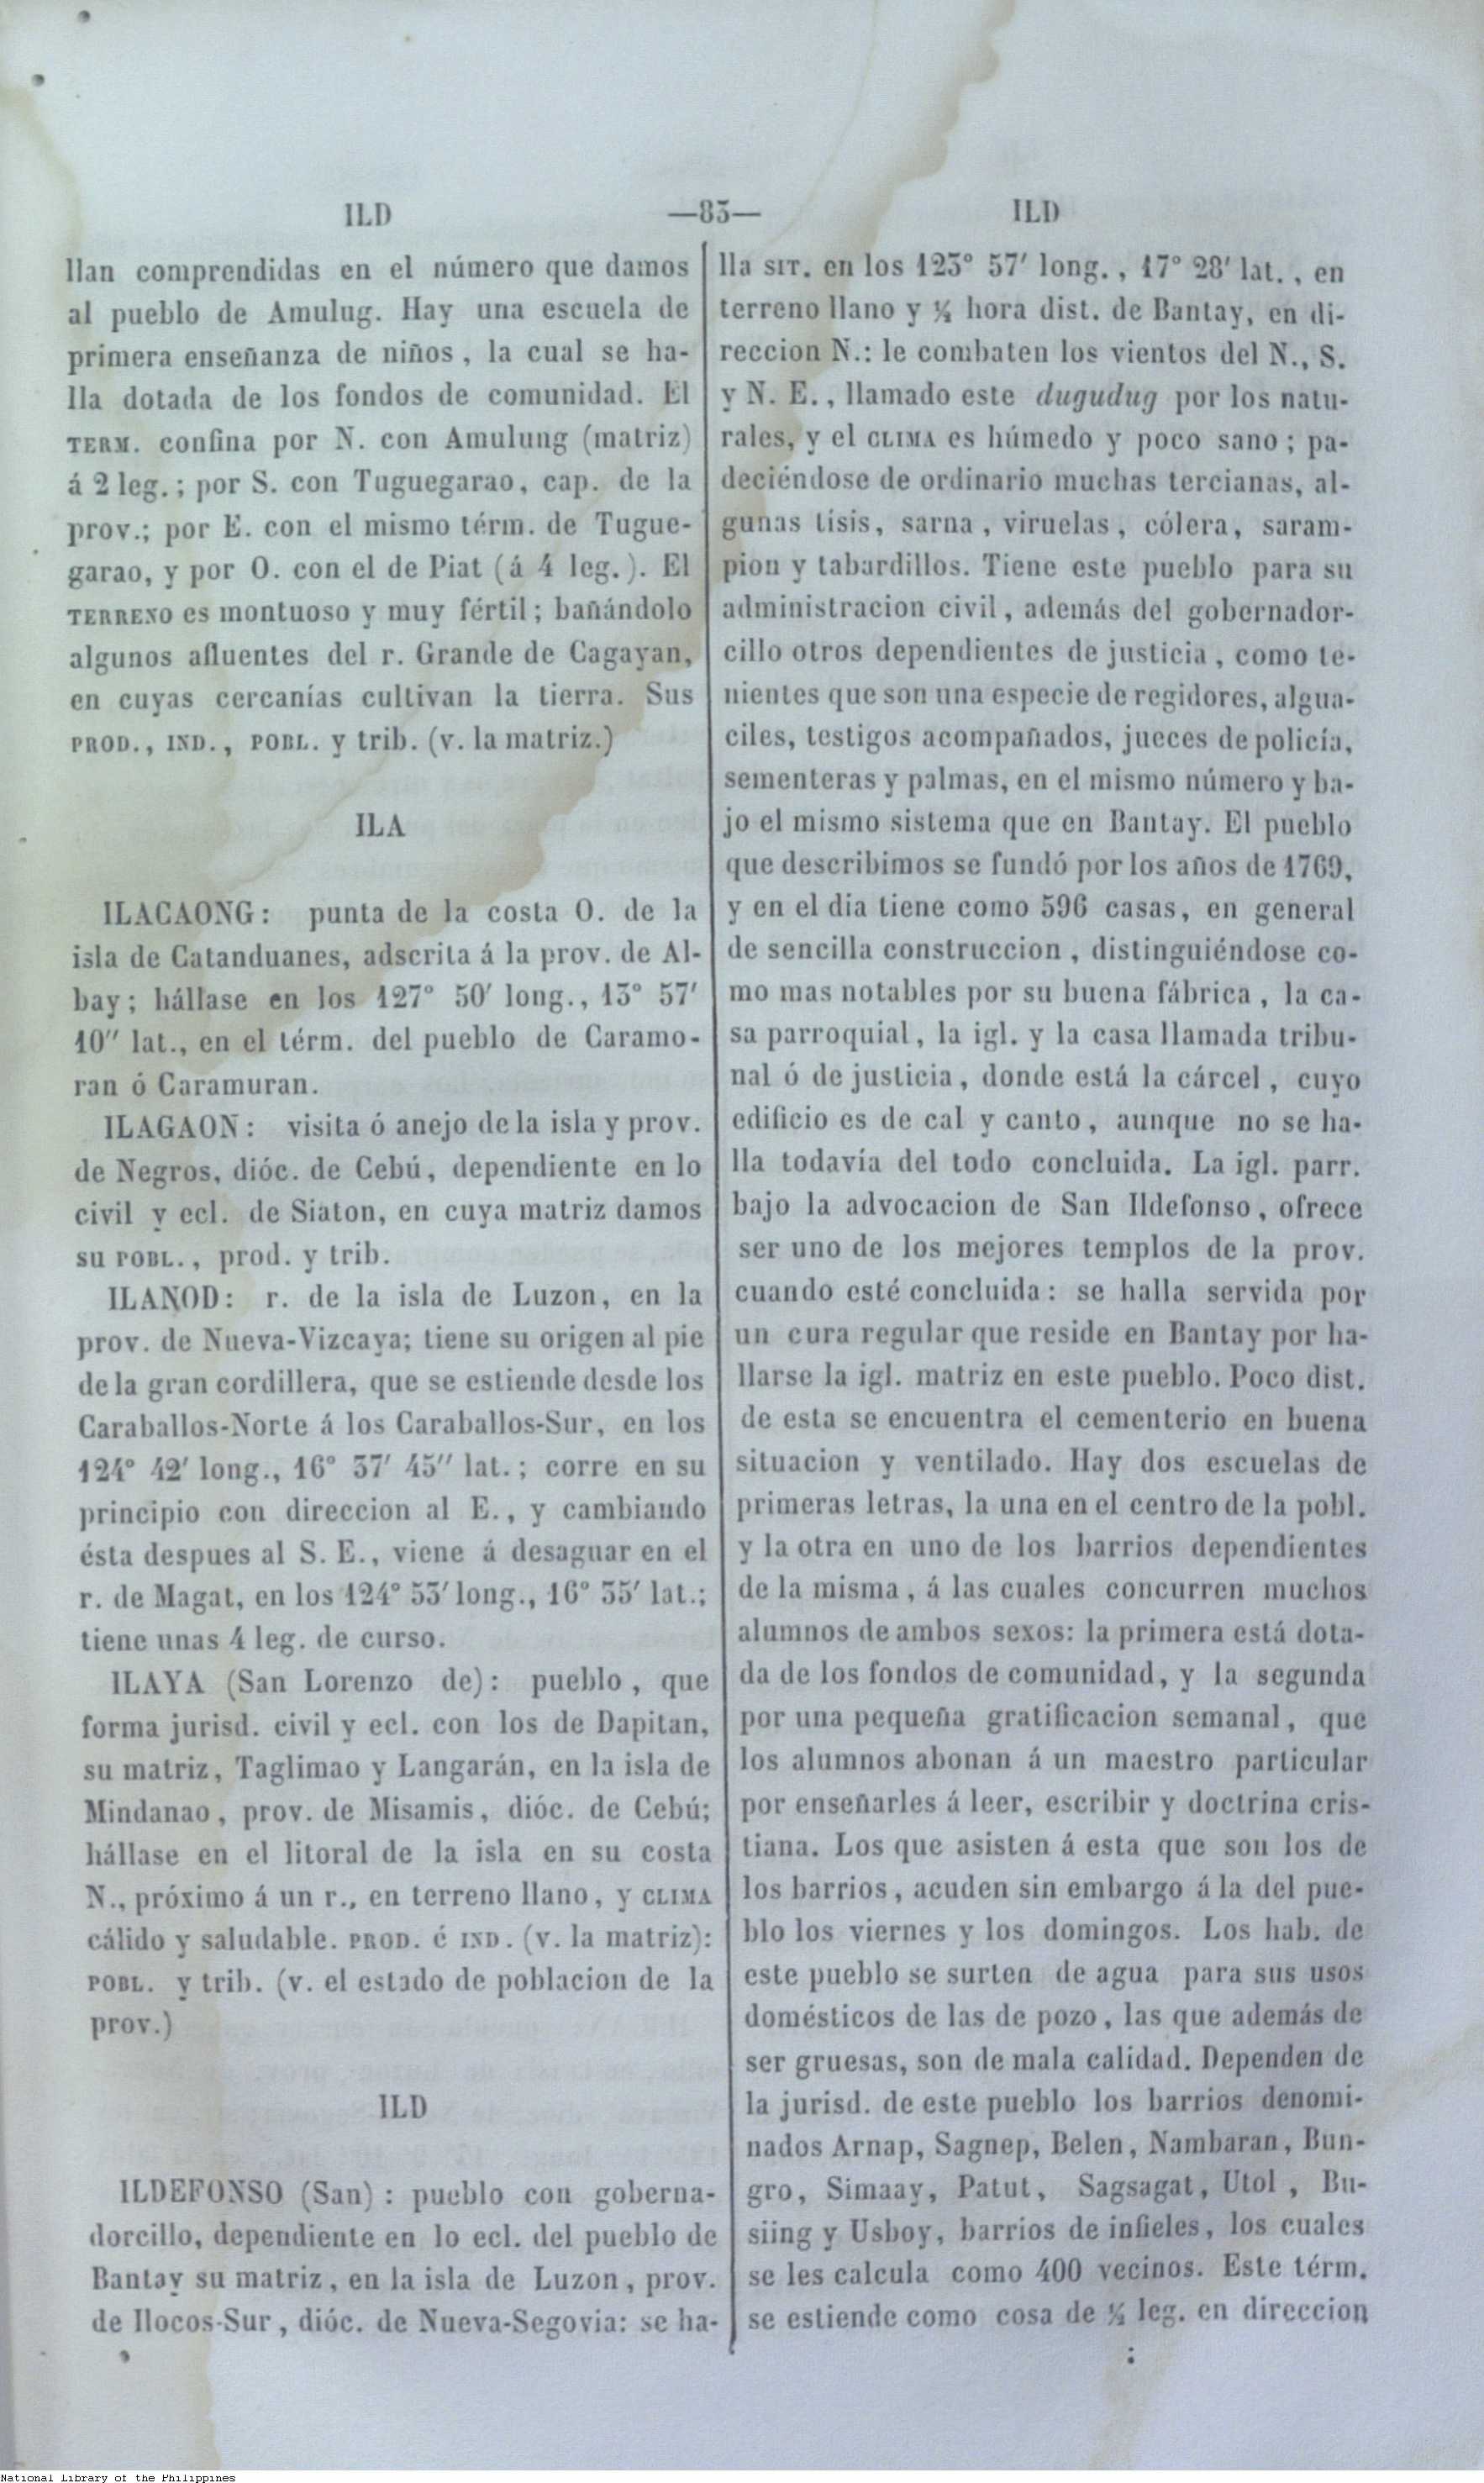 ILD
—83—
ILD
llan comprendidas en el número que damos
al pueblo de Amulug. Hay una escuela de
primera enseñanza de niños, la cual se ha-
lla dotada de los fondos de comunidad. El
TERM. confina por N. con Amulung (matriz)
á 2 leg.; por S. con Tuguegarao, cap. de la
prov.; por E. con el mismo térm. de Tugue-
garao, y por O. con el de Piat (á 4 leg.). El
TERRENO es montuoso y muy fértil; bañándolo
algunos afluentes del r. Grande de Cagayan,
en cuyas cercanías cultivan la tierra. Sus
PROD., IND., POBL. y trib. (v. la matriz.)
ILA
ILACAONG: punta de la costa O. de la
isla de Catanduanes, adscrita á la prov. de Al-
bay; hállase en los 127° 50′ long., 13° 57′
10″ lat., en el térm. del pueblo de Caramo-
ran ó Caramuran.
ILAGAON: visita ó anejo de la isla y prov.
de Negros, dióc. de Cebú, dependiente en lo
civil y ecl. de Siaton, en cuya matriz damos
su POBL., prod. y trib.
ILANOD: r. de la isla de Luzon, en la
prov. de Nueva-Vizcaya; tiene su origen al pie
de la gran cordillera, que se estiende desde los
Caraballos-Norte á los Caraballos-Sur, en los
124° 42′ long., 16° 37′ 45″ lat.; corre en su
principio con direccion al E., y cambiando
ésta despues al S. E., viene á desaguar en el
r. de Magat, en los 124° 53′ long., 16° 35′ lat.;
tiene unas 4 leg. de curso.
ILAYA (San Lorenzo de): pueblo, que
forma jurisd. civil y ecl. con los de Dapitan,
su matriz, Taglimao y Langarán, en la isla de
Mindanao, prov. de Misamis, dióc. de Cebú;
hállase en el litoral de la isla en su costa
N., próximo á un r., en terreno llano, y CLIMA
cálido y saludable. PROD. é IND. (v. la matriz):
POBL. y trib. (v. el estado de poblacion de la
prov.)
ILD
ILDEFONSO (San): pueblo con goberna-
dorcillo, dependiente en lo ecl. del pueblo de
Bantay su matriz, en la isla de Luzon, prov.
de Ilocos-Sur, dióc. de Nueva-Segovia: se ha-
lla SIT. en los 123° 57′ long., 17° 28′ lat., en
terreno llano y ¼ hora dist. de Bantay, en di-
reccion N.: le combaten los vientos del N., S.
y N. E., llamado este dugudug por los natu-
rales, y el CLIMA es húmedo y poco sano; pa-
deciéndose de ordinario muchas tercianas, al-
gunas tísis, sarna, viruelas, cólera, saram-
pion y tabardillos. Tiene este pueblo para su
administracion civil, además del gobernador-
cillo otros dependientes de justicia, como te-
nientes que son una especie de regidores, algua-
ciles, testigos acompañados, jueces de policía,
sementeras y palmas, en el mismo número y ba-
jo el mismo sistema que en Bantay. El pueblo
que describimos se fundó por los años de 1769,
y en el dia tiene como 596 casas, en general
de sencilla construccion, distinguiéndose co-
mo mas notables por su buena fábrica, la ca-
sa parroquial, la igl. y la casa llamada tribu-
nal ó de justicia, donde está la cárcel, cuyo
edificio es de cal y canto, aunque no se ha-
lla todavía del todo concluida. La igl. parr.
bajo la advocacion de San Ildefonso, ofrece
ser uno de los mejores templos de la prov.
cuando esté concluida: se halla servida por
un cura regular que reside en Bantay por ha-
llarse la igl. matriz en este pueblo. Poco dist.
de esta se encuentra el cementerio en buena
situacion y ventilado. Hay dos escuelas de
primeras letras, la una en el centro de la pobl.
y la otra en uno de los barrios dependientes
de la misma, á las cuales concurren muchos
alumnos de ambos sexos: la primera está dota-
da de los fondos de comunidad, y la segunda
por una pequeña gratificacion semanal, que
los alumnos abonan á un maestro particular
por enseñarles á leer, escribir y doctrina cris-
tiana. Los que asisten á esta que son los de
los barrios, acuden sin embargo á la del pue-
blo los viernes y los domingos. Los hab. de
este pueblo se surten de agua para sus usos
domésticos de las de pozo, las que además de
ser gruesas, son de mala calidad. Dependen de
la jurisd. de este pueblo los barrios denomi-
nados Arnap, Sagnep, Belen, Nambaran, Bun-
gro, Simaay, Patut, Sagsagat, Utol, Bu-
siing y Usboy, barrios de infieles, los cuales
se les calcula como 400 vecinos. Este térm.
se estiende como cosa de ¼ leg. en direccion
National Library of the Philippines